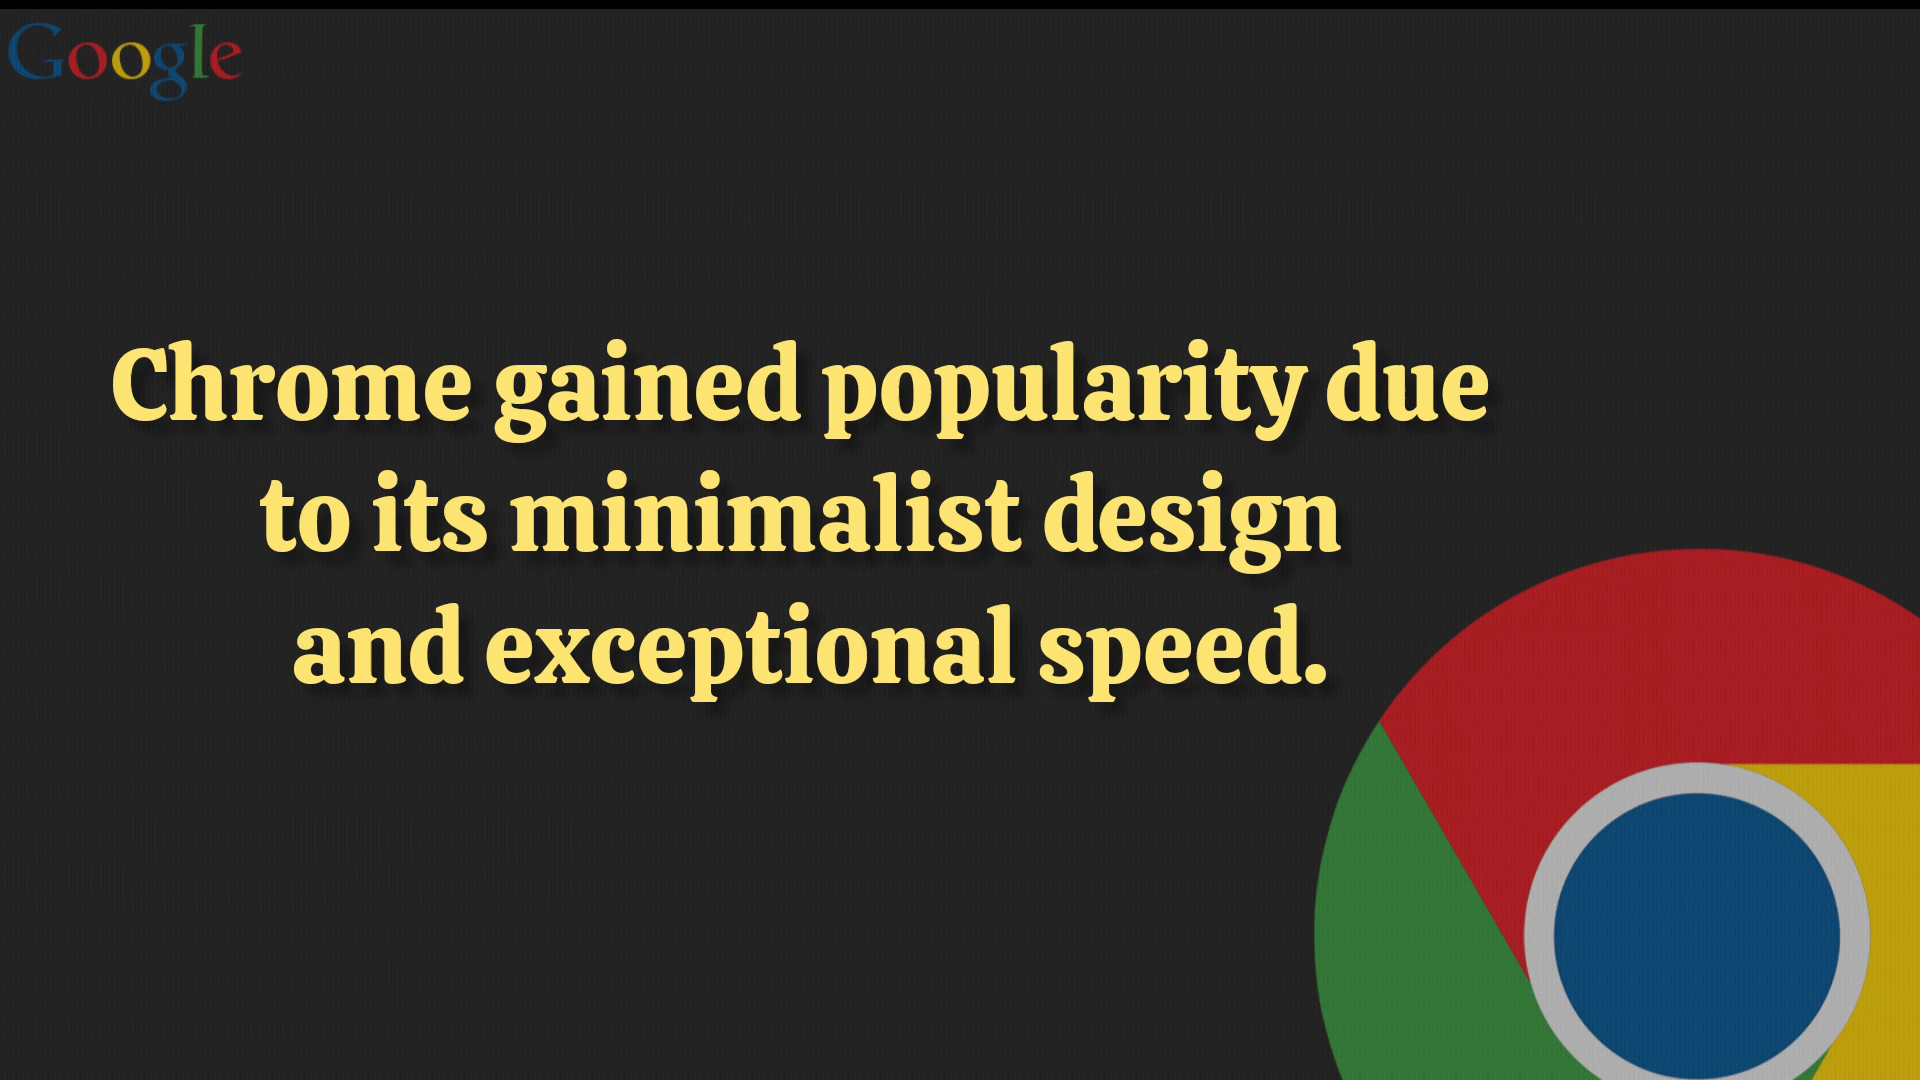 Google
Chrome gained popularity due
to its minimalist design
and exceptional speed.